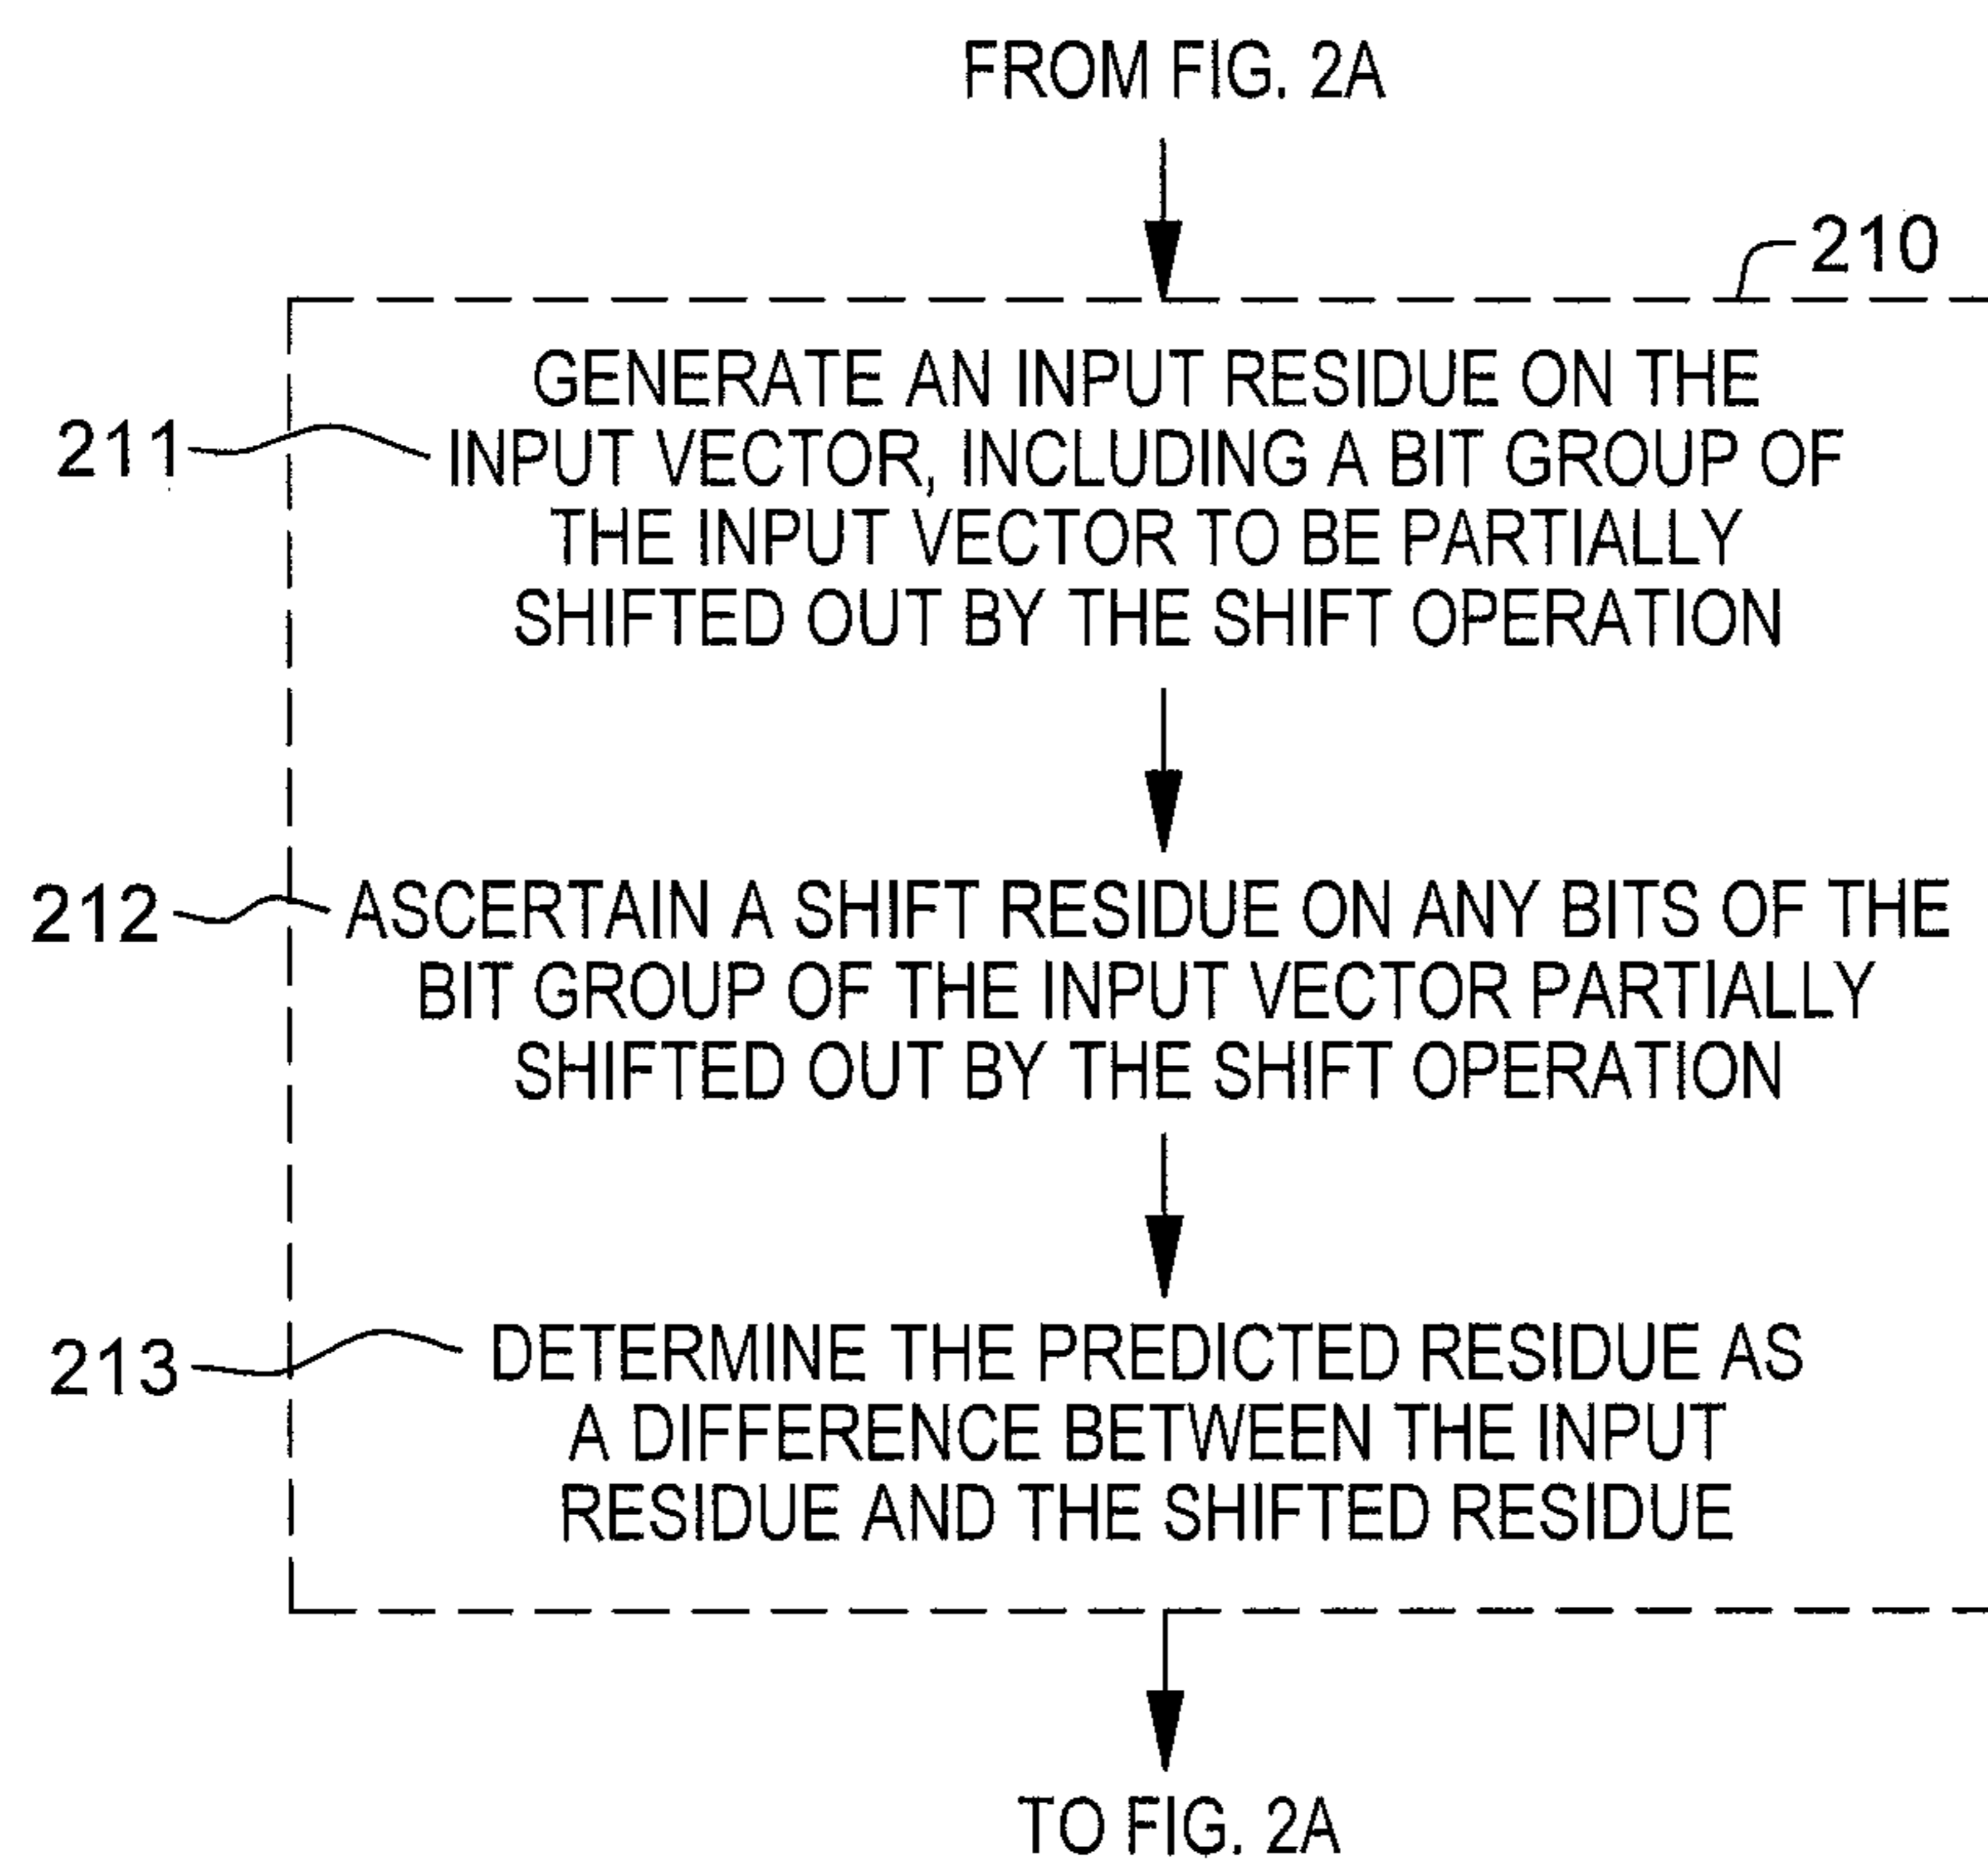 FROM FIG. 2A
210
GENERATE AN INPUT RESIDUE ON THE
211 INPUT VECTOR, INCLUDING A BIT GROUP OF
THE INPUT VECTOR TO BE PARTIALLY
SHIFTED OUT BY THE SHIFT OPERATION
212 ASCERTAIN A SHIFT RESIDUE ON ANY BITS OF THE
BIT GROUP OF THE INPUT VECTOR PARTIALLY
SHIFTED OUT BY THE SHIFT OPERATION
213 DETERMINE THE PREDICTED RESIDUE AS
A DIFFERENCE BETWEEN THE INPUT
RESIDUE AND THE SHIFTED RESIDUE
TO FIG. 2A